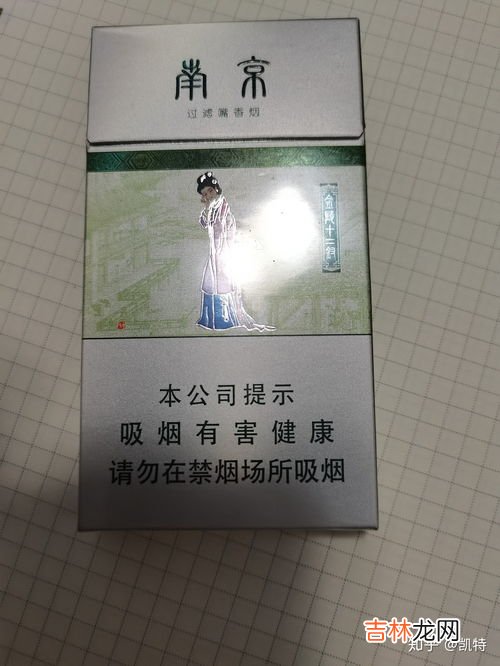 南京
过滤嘴香烟
金陵十二钗
本公司提示
吸烟有害健康
请勿在禁烟场所吸烟
知乎 @凯特
吉林龙网